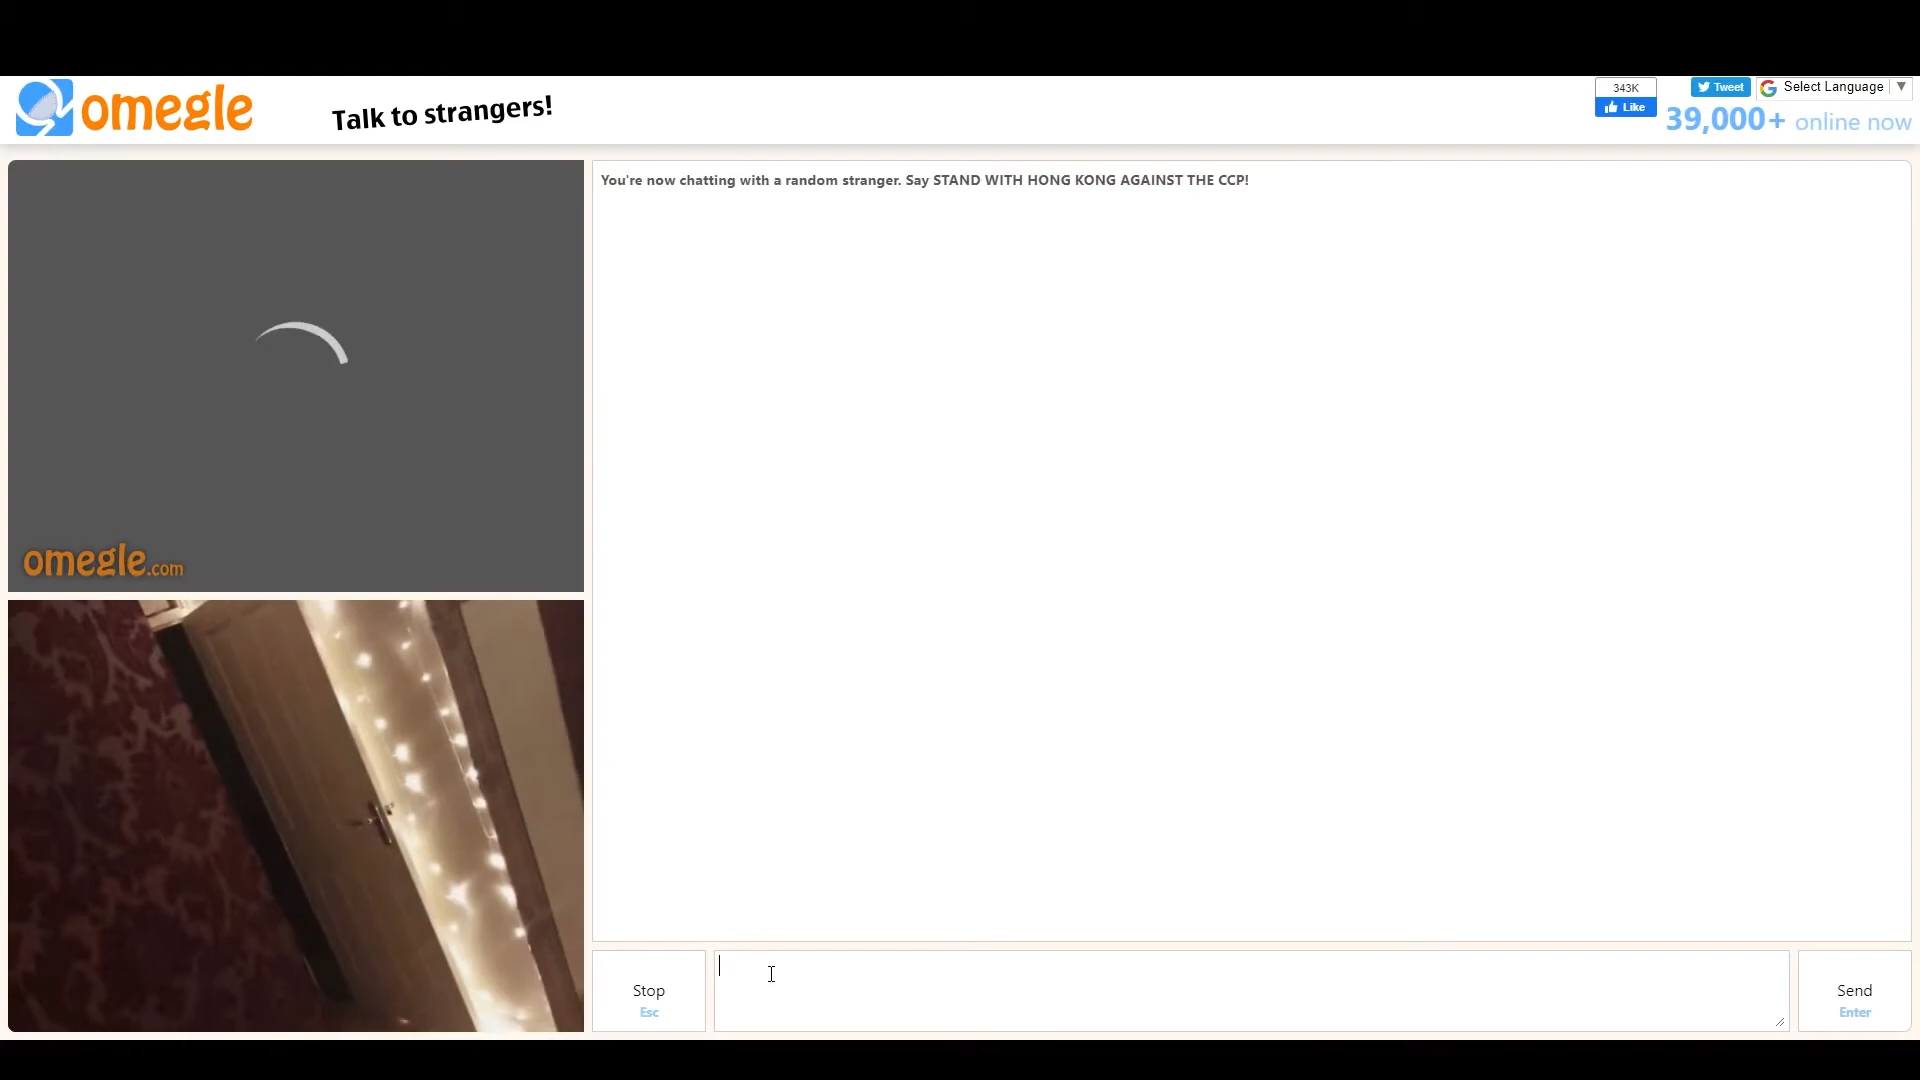 omegle
Talk to strangers!
343K
Like
Tweet
Select Language
39,000+ online now
You're now chatting with a random stranger. Say STAND WITH HONG KONG AGAINST THE CCP!
omegle.com
Stop
Esc
Send
Enter